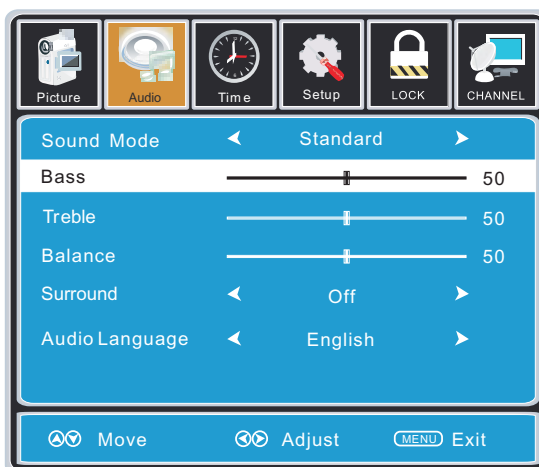 Picture Audio Time Setup LOCK CHANNEL
Sound Mode Standard
Bass 50
Treble 50
Balance 50
Surround Off
Audio Language English
Move Adjust MENU Exit